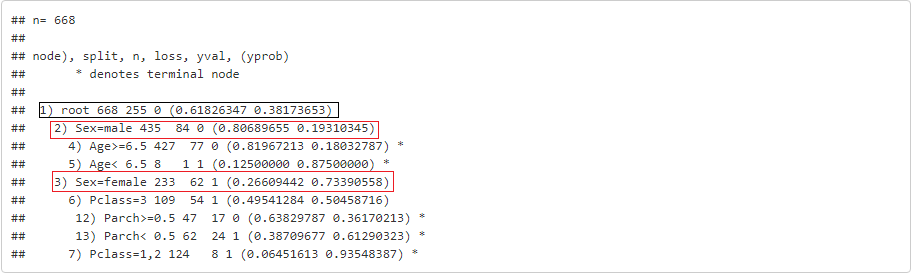 ## n= 668
##
## node), split, n, loss, yval, (yprob)
##       * denotes terminal node
##
##  1) root 668 255 0 (0.61826347 0.38173653)
##    2) Sex=male 435  84 0 (0.80689655 0.19310345)
##      4) Age>=6.5 427  77 0 (0.81967213 0.18032787) *
##      5) Age< 6.5 8   1 1 (0.12500000 0.87500000) *
##    3) Sex=female 233  62 1 (0.26609442 0.73390558)
##      6) Pclass=3 109  54 1 (0.49541284 0.50458716)
##       12) Parch>=0.5 47  17 0 (0.63829787 0.36170213) *
##       13) Parch< 0.5 62  24 1 (0.38709677 0.61290323) *
##      7) Pclass=1,2 124   8 1 (0.06451613 0.93548387) *